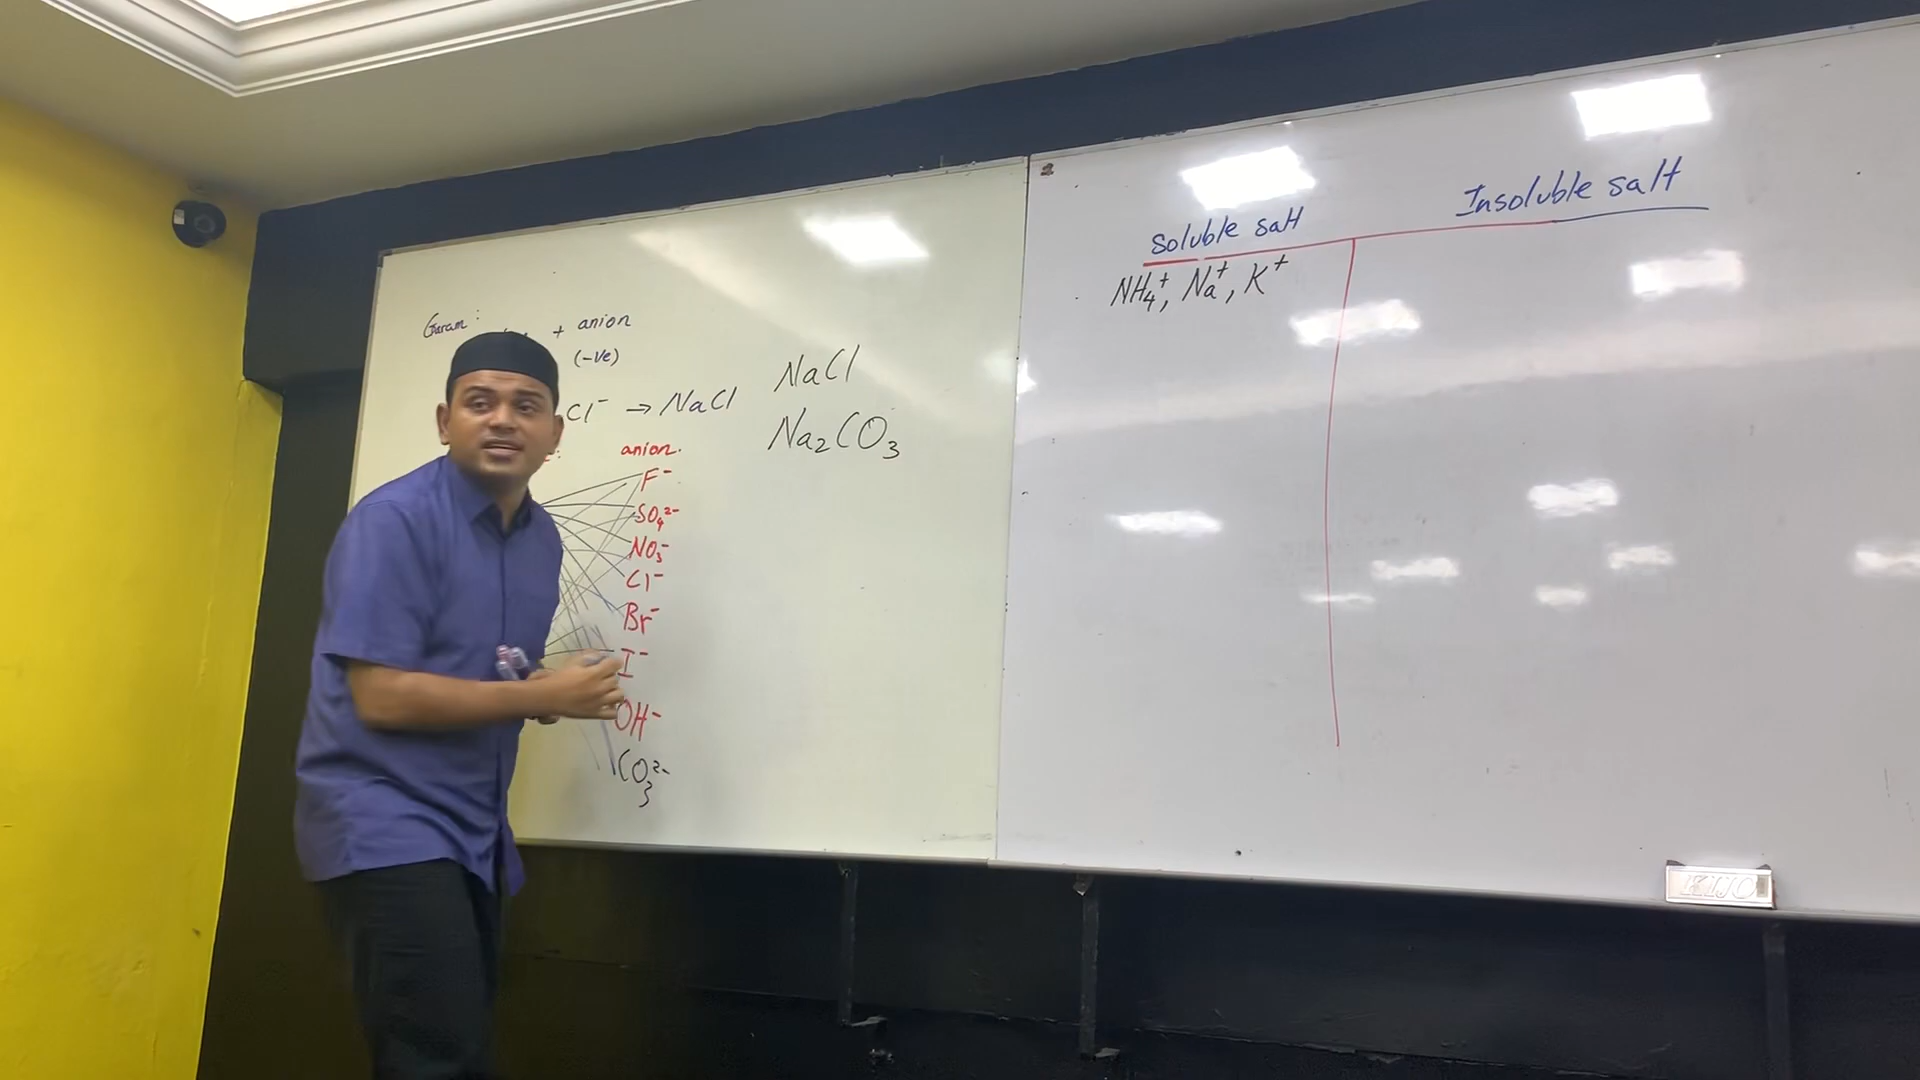 Garam:
+ anion
(-ve)
Cl⁻ → NaCl
NaCl
Na₂CO₃
anion.
F⁻
SO₄²⁻
NO₃⁻
Cl⁻
Br⁻
I⁻
OH⁻
CO₃²⁻
Soluble salt
Insoluble salt
NH₄⁺, Na⁺, K⁺